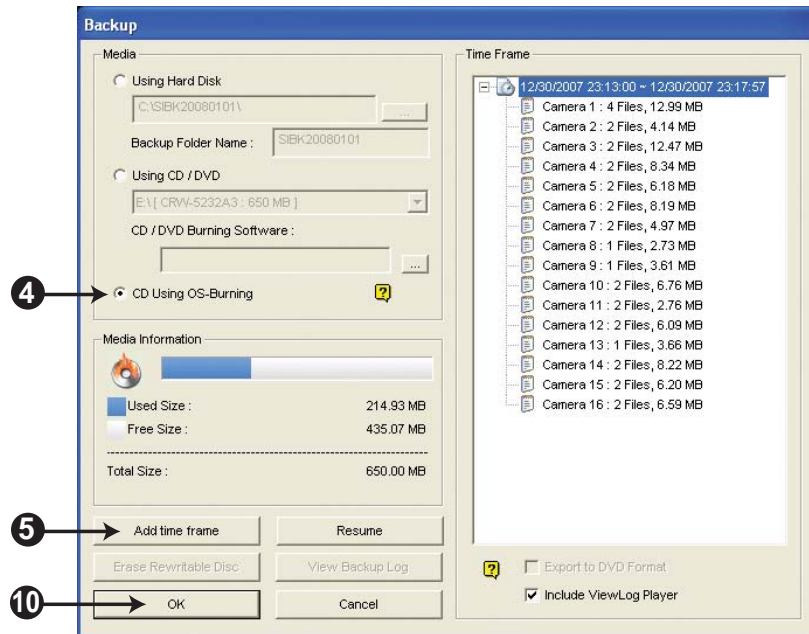 Backup
Media
Using Hard Disk
C:\SIBK20080101\
...
Backup Folder Name :
SIBK20080101
Using CD / DVD
E:\ [ CRW-5232A3 : 650 MB ]
CD / DVD Burning Software :
...
4
CD Using OS-Burning
?
Media Information
Used Size :
214.93 MB
Free Size :
435.07 MB
Total Size :
650.00 MB
5
Add time frame
Resume
Erase Rewritable Disc
View Backup Log
10
OK
Cancel
Time Frame
12/30/2007 23:13:00 ~ 12/30/2007 23:17:57
Camera 1 : 4 Files, 12.99 MB
Camera 2 : 2 Files, 4.14 MB
Camera 3 : 2 Files, 12.47 MB
Camera 4 : 2 Files, 8.34 MB
Camera 5 : 2 Files, 6.18 MB
Camera 6 : 2 Files, 8.19 MB
Camera 7 : 2 Files, 4.97 MB
Camera 8 : 1 Files, 2.73 MB
Camera 9 : 1 Files, 3.61 MB
Camera 10 : 2 Files, 6.76 MB
Camera 11 : 2 Files, 2.76 MB
Camera 12 : 2 Files, 6.09 MB
Camera 13 : 1 Files, 3.66 MB
Camera 14 : 2 Files, 8.22 MB
Camera 15 : 2 Files, 6.20 MB
Camera 16 : 2 Files, 6.59 MB
?
Export to DVD Format
Include ViewLog Player